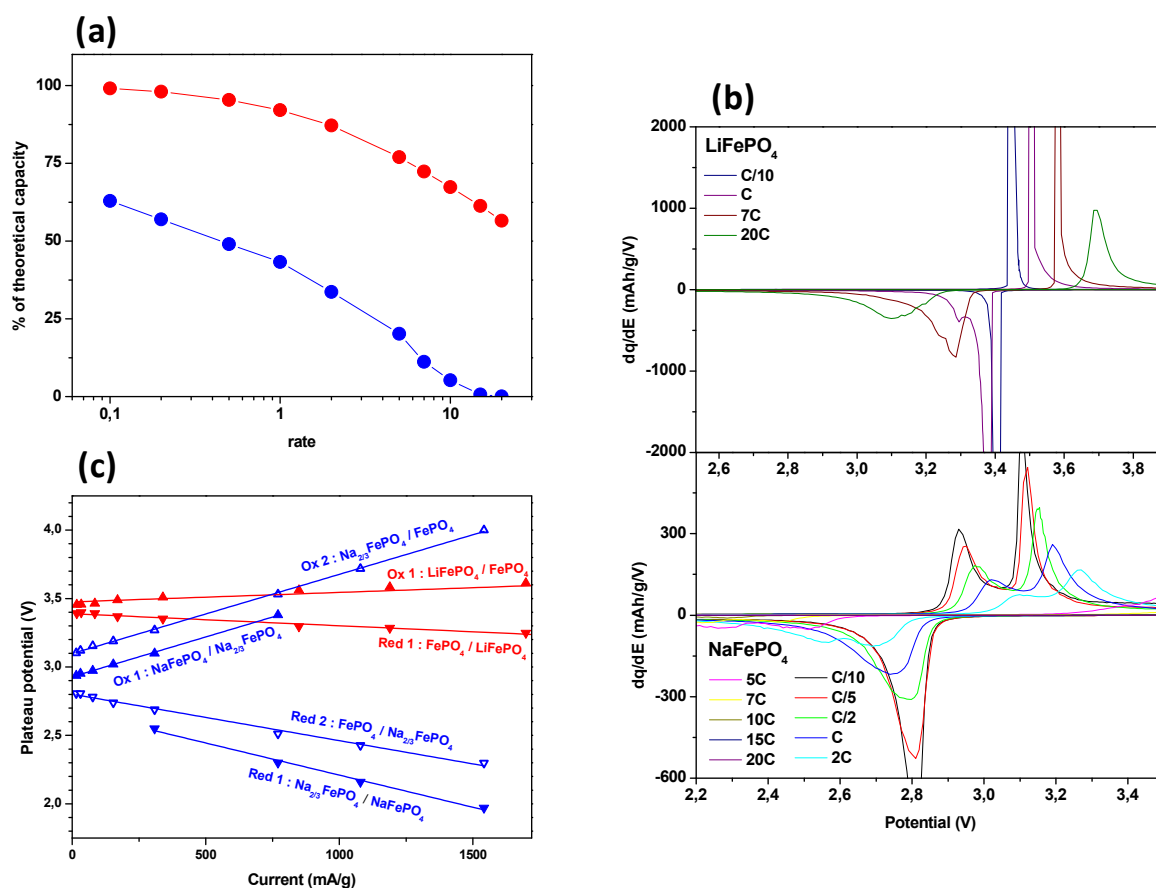 (a)
100
75
50
25
0
0,1
1
10
% of theoretical capacity
rate
(b)
LiFePO4
C/10
C
7C
20C
2000
1000
0
-1000
-2000
dq/dE (mAh/g/V)
2,6
2,8
3,0
3,2
3,4
3,6
3,8
300
0
-300
-600
dq/dE (mAh/g/V)
NaFePO4
5C
7C
10C
15C
20C
C/10
C/5
C/2
C
2C
2,2
2,4
2,6
2,8
3,0
3,2
3,4
Potential (V)
(c)
4,0
3,5
3,0
2,5
2,0
Plateau potential (V)
Ox 2 : Na2/3FePO4 / FePO4
Ox 1 : LiFePO4 / FePO4
Red 1 : FePO4 / LiFePO4
Ox 1 : NaFePO4 / Na2/3FePO4
Red 2 : FePO4 / Na2/3FePO4
Red 1 : Na2/3FePO4 / NaFePO4
0
500
1000
1500
Current (mA/g)